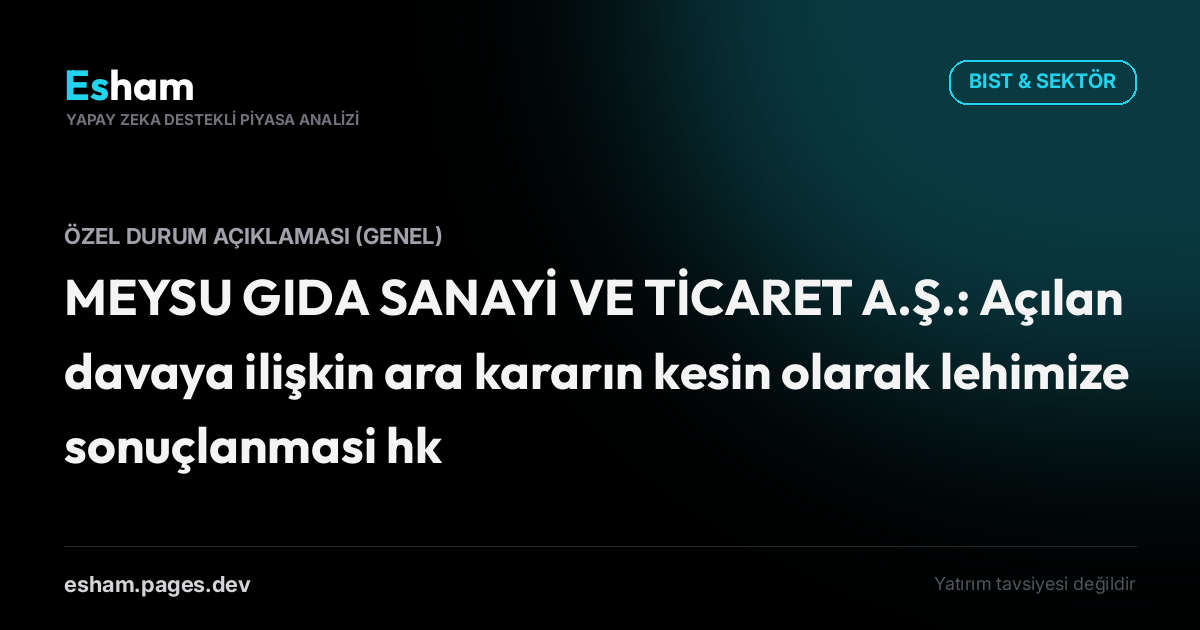 Esham
YAPAY ZEKA DESTEKLİ PİYASA ANALİZİ
BIST & SEKTÖR
ÖZEL DURUM AÇIKLAMASI (GENEL)
MEYSU GIDA SANAYİ VE TİCARET A.Ş.: Açılan
davaya ilişkin ara kararın kesin olarak lehimize
sonuçlanmasi hk
esham.pages.dev
Yatırım tavsiyesi değildir